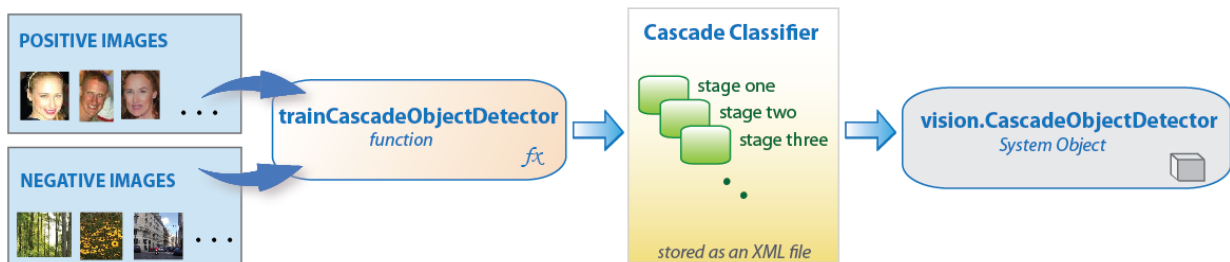 POSITIVE IMAGES
. . .
NEGATIVE IMAGES
. . .
trainCascadeObjectDetector
function
fx
Cascade Classifier
stage one
stage two
stage three
stored as an XML file
vision.CascadeObjectDetector
System Object